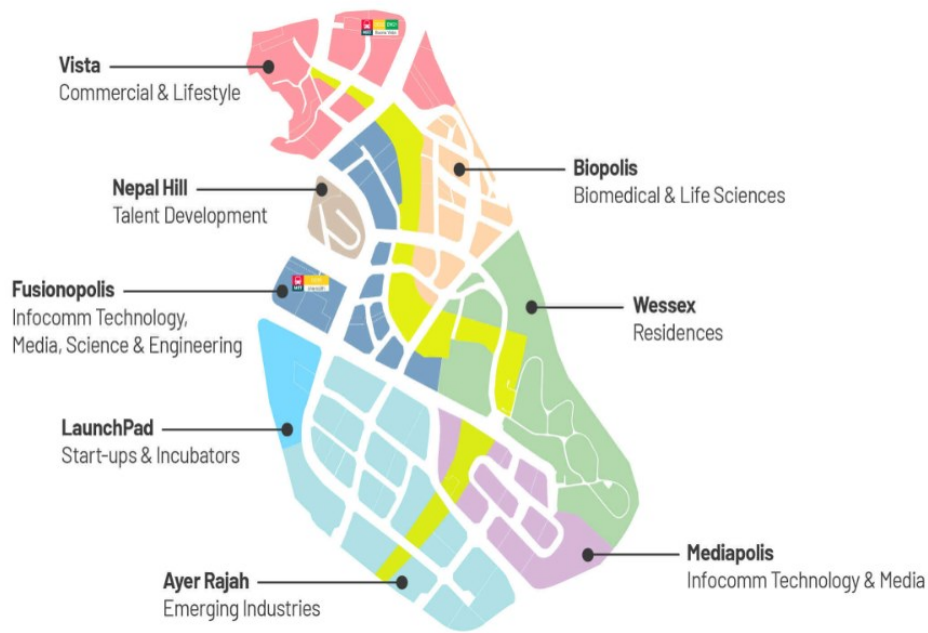 Vista
Commercial & Lifestyle
Biopolis
Biomedical & Life Sciences
Nepal Hill
Talent Development
Fusionopolis
Infocomm Technology,
Media, Science & Engineering
Wessex
Residences
LaunchPad
Start-ups & Incubators
Mediapolis
Infocomm Technology & Media
Ayer Rajah
Emerging Industries